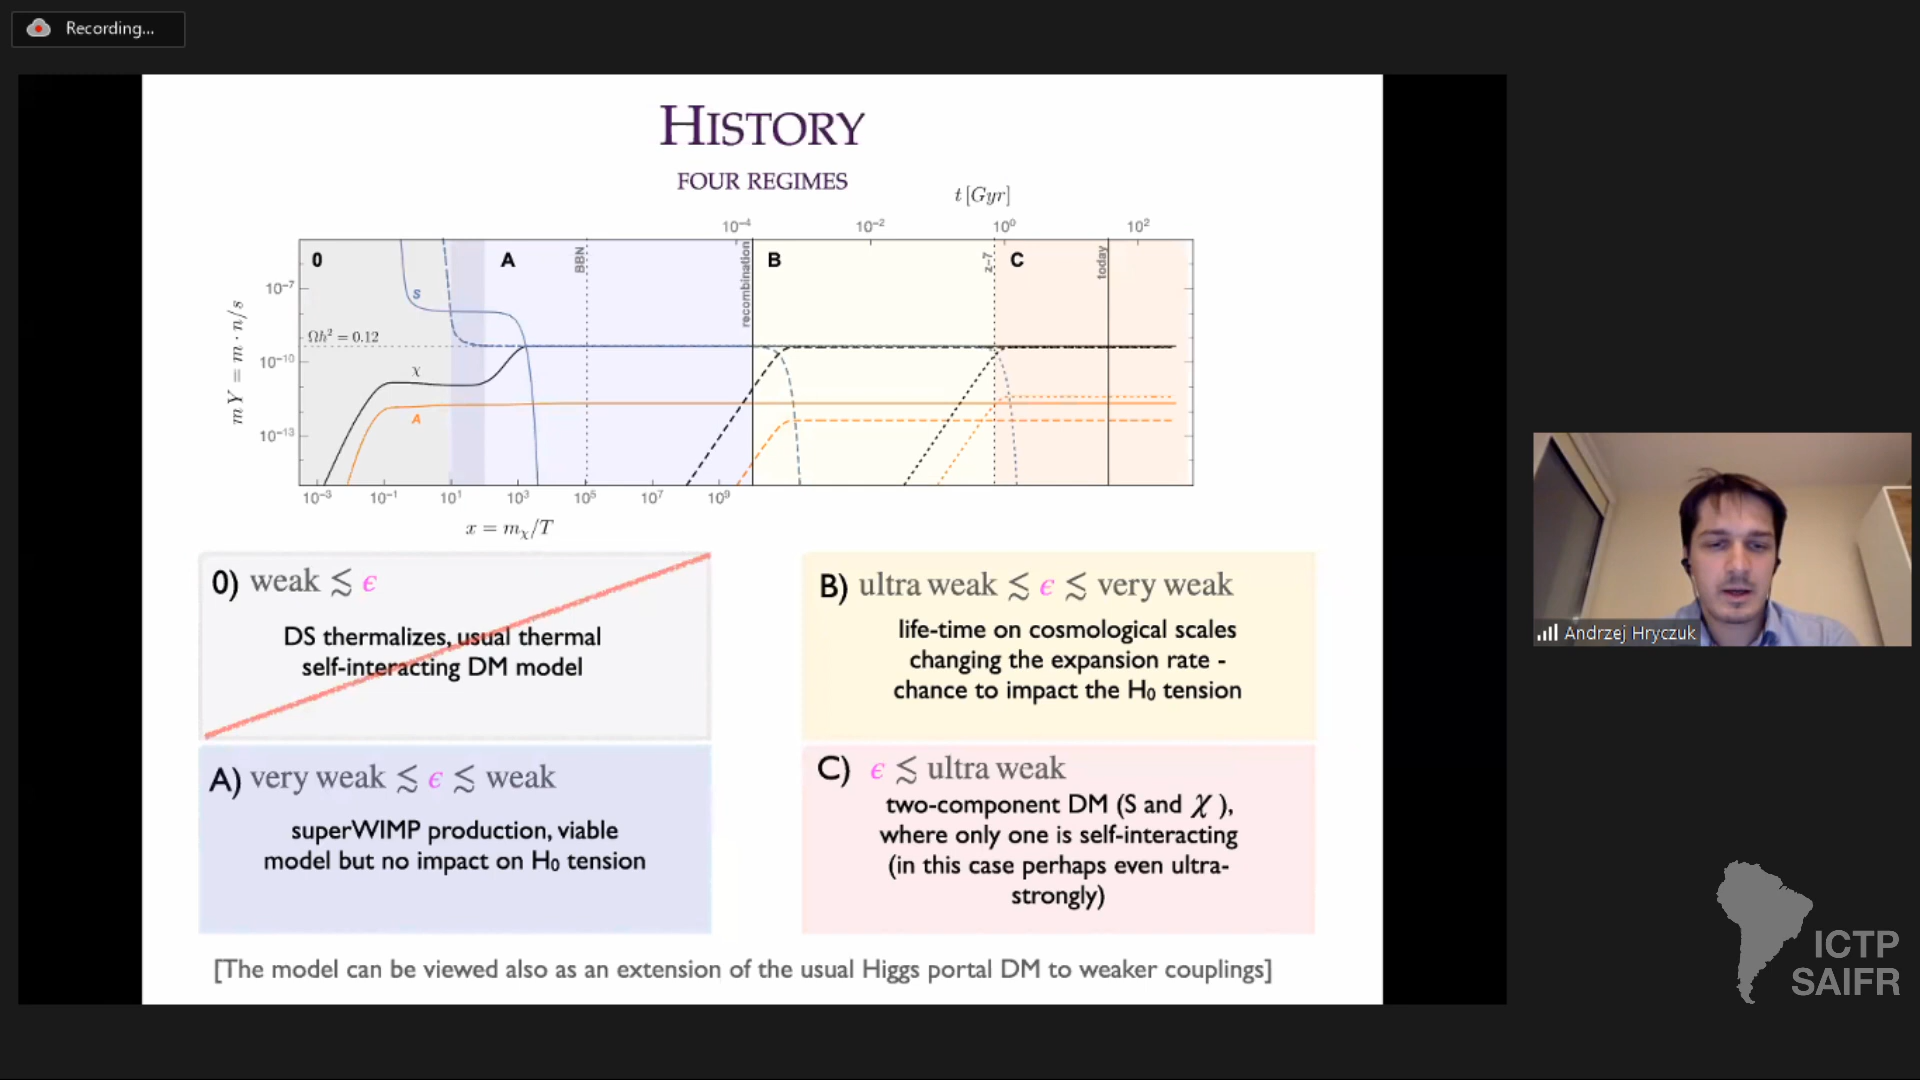 Recording...
HISTORY
FOUR REGIMES
t [Gyr]
10⁻⁴ 10⁻² 10⁰ 10²
0 A B C
BBN
recombination
z~7
today
mY = m · n/s
10⁻⁷
10⁻¹⁰
10⁻¹³
Ωh² = 0.12
S
χ
A
10⁻³ 10⁻¹ 10¹ 10³ 10⁵ 10⁷ 10⁹
x = mχ/T
0) weak ≲ ϵ
DS thermalizes, usual thermal
self-interacting DM model
B) ultra weak ≲ ϵ ≲ very weak
life-time on cosmological scales
changing the expansion rate -
chance to impact the H₀ tension
A) very weak ≲ ϵ ≲ weak
superWIMP production, viable
model but no impact on H₀ tension
C) ϵ ≲ ultra weak
two-component DM (S and χ ),
where only one is self-interacting
(in this case perhaps even ultra-
strongly)
[The model can be viewed also as an extension of the usual Higgs portal DM to weaker couplings]
Andrzej Hryczuk
ICTP
SAIFR